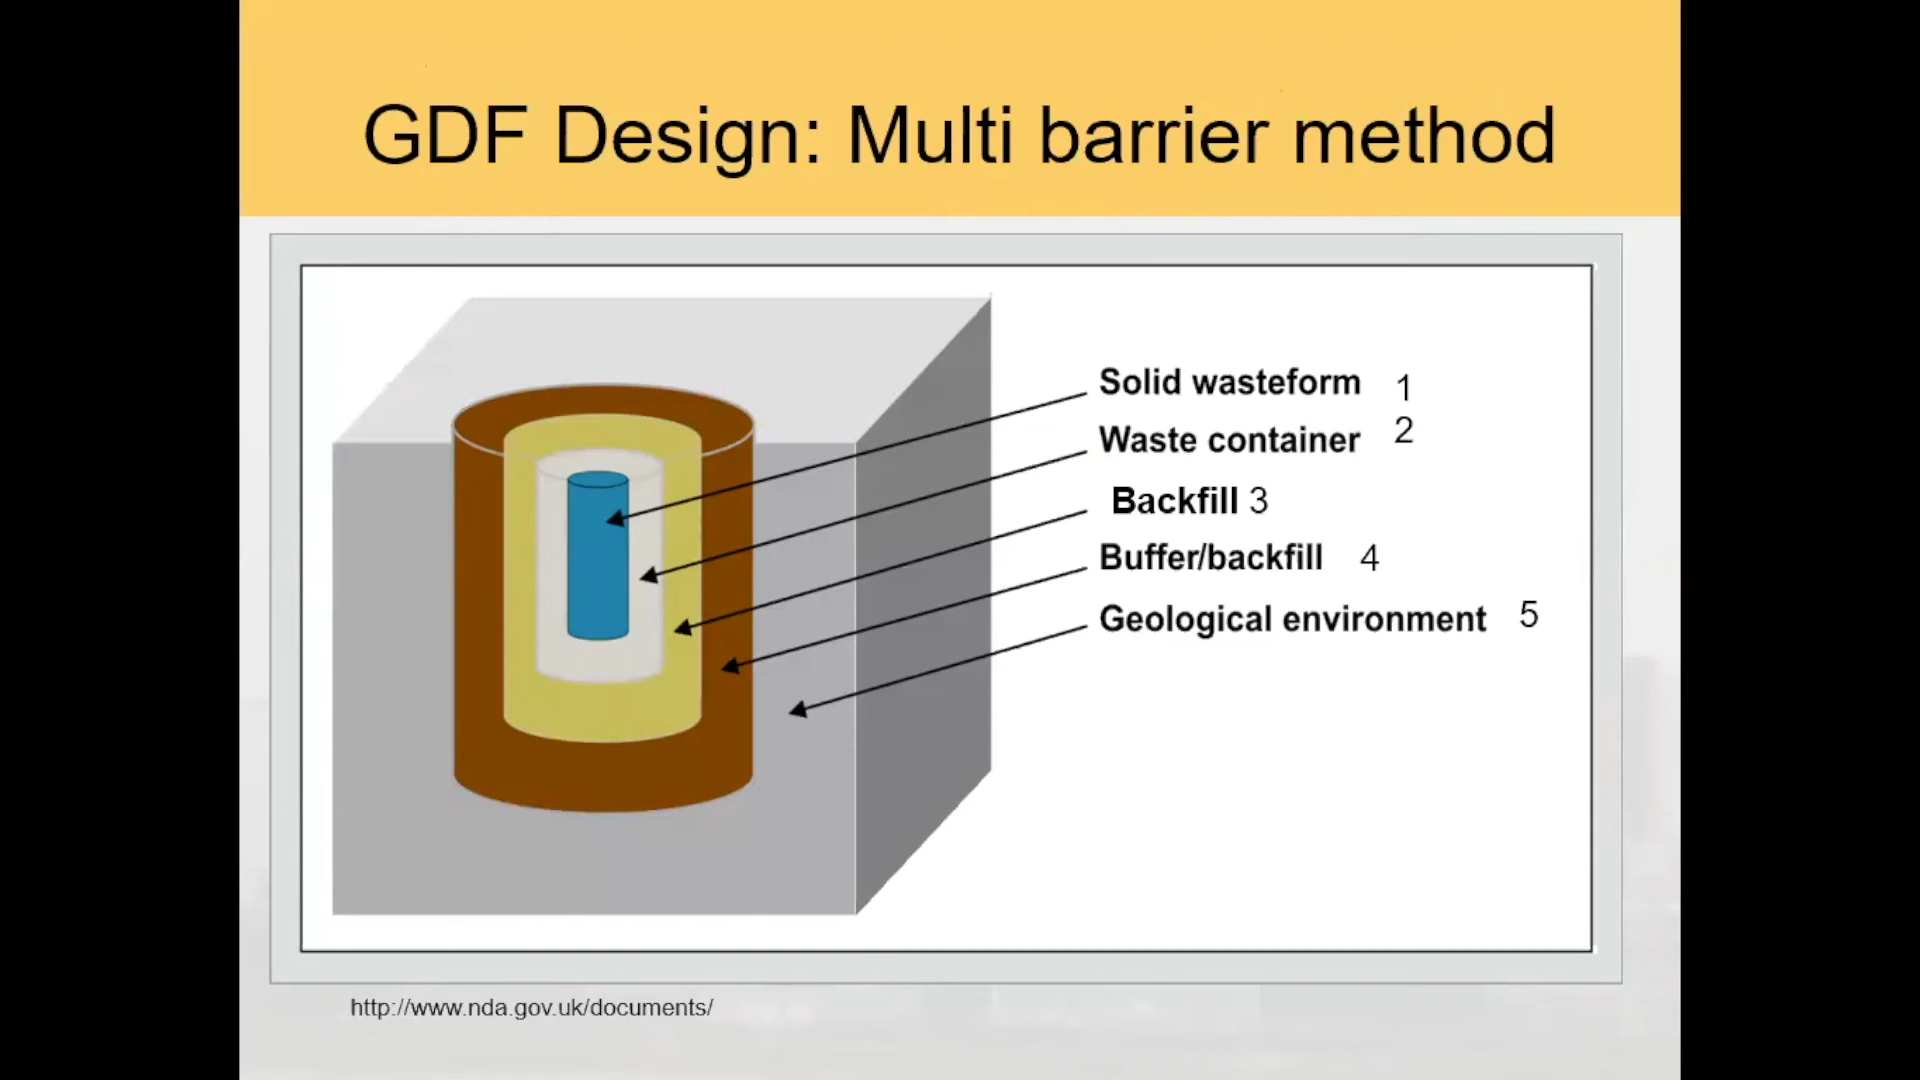 GDF Design: Multi barrier method
Solid wasteform 1
Waste container 2
Backfill 3
Buffer/backfill 4
Geological environment 5
http://www.nda.gov.uk/documents/